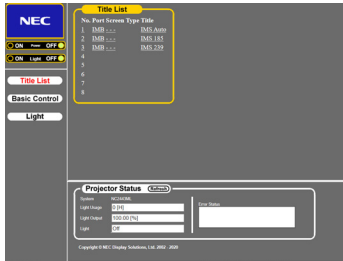 NEC
ON Power OFF
ON Light OFF
Title List
Basic Control
Light
Title List
No. Port Screen Type Title
1 IMB - - - IMS Auto
2 IMB - - - IMS 185
3 IMB - - - IMS 239
4
5
6
7
8
Projector Status (Refresh)
System NC2403ML
Light Usage 0 [H]
Light Output 100.00 [%]
Light Off
Error Status
Copyright © NEC Display Solutions, Ltd. 2002 - 2020